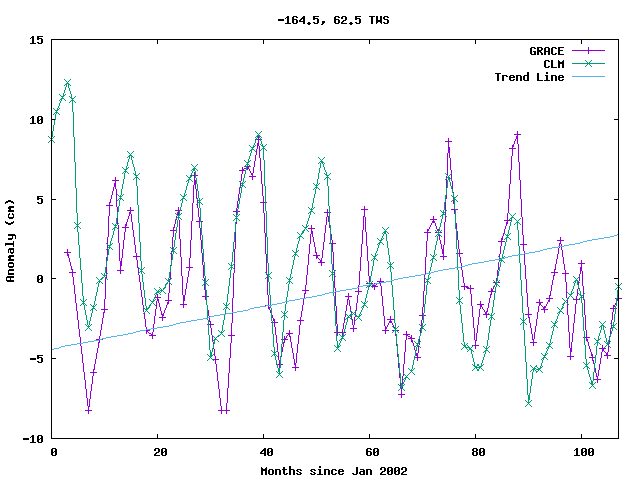 -164.5, 62.5 TWS
15
10
5
0
-5
-10
Anomaly (cm)
GRACE
CLM
Trend Line
0 20 40 60 80 100
Months since Jan 2002